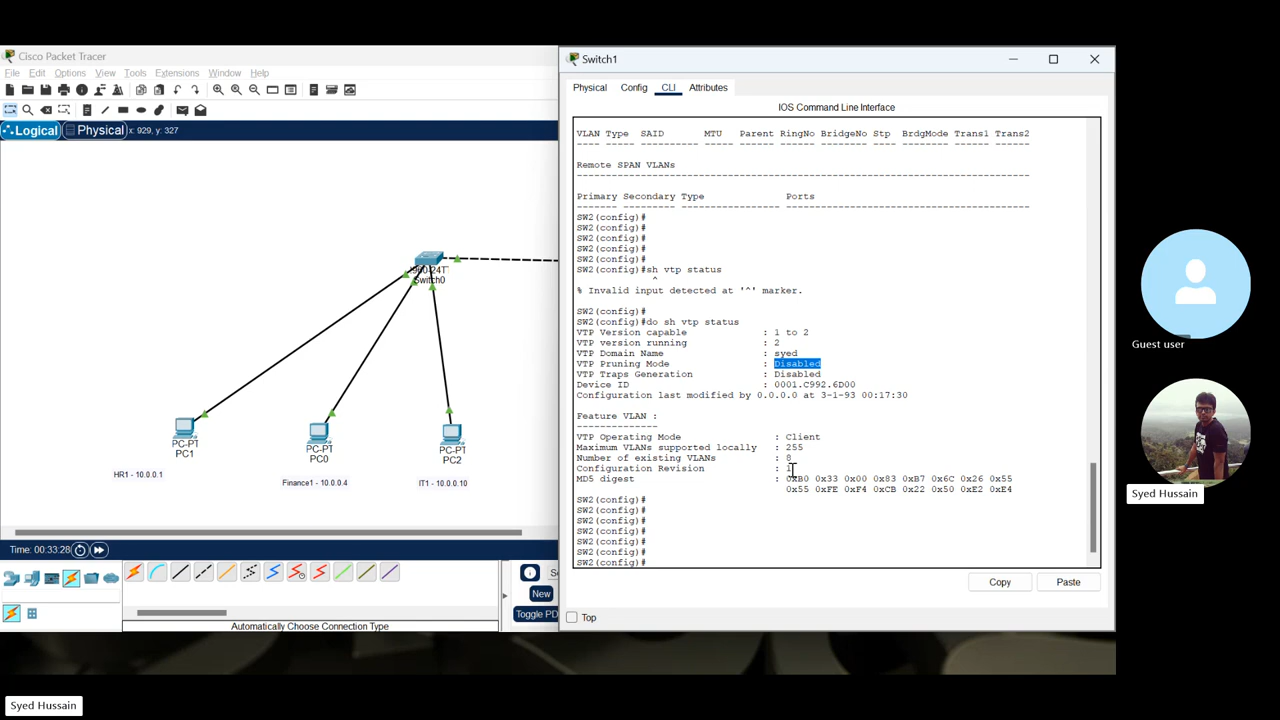 Cisco Packet Tracer
File Edit Options View Tools Extensions Window Help
Logical Physical x: 929, y: 327
Switch0
PC-PT
PC1
PC-PT
PC0
PC-PT
PC2
HR1 - 10.0.0.1
Finance1 - 10.0.0.4
IT1 - 10.0.0.10
Time: 00:33:28
New
Toggle PD
Automatically Choose Connection Type
Switch1
Physical Config CLI Attributes
IOS Command Line Interface
VLAN Type SAID MTU Parent RingNo BridgeNo Stp BrdgMode Trans1 Trans2
---- ----- ---------- ----- ------ ------ -------- ---- -------- ------ ------
Remote SPAN VLANs
------------------------------------------------------------------------------
Primary Secondary Type Ports
------- --------- ----------------- ------------------------------------------
SW2(config)#
SW2(config)#
SW2(config)#
SW2(config)#
SW2(config)#
SW2(config)#sh vtp status
^
% Invalid input detected at '^' marker.
SW2(config)#
SW2(config)#do sh vtp status
VTP Version capable : 1 to 2
VTP version running : 2
VTP Domain Name : syed
VTP Pruning Mode : Disabled
VTP Traps Generation : Disabled
Device ID : 0001.C992.6D00
Configuration last modified by 0.0.0.0 at 3-1-93 00:17:30
Feature VLAN :
--------------
VTP Operating Mode : Client
Maximum VLANs supported locally : 255
Number of existing VLANs : 8
Configuration Revision :
MD5 digest : 0xB0 0x33 0x00 0x83 0xB7 0x6C 0x26 0x55
0x55 0xFE 0xF4 0xCB 0x22 0x50 0xE2 0xE4
SW2(config)#
SW2(config)#
SW2(config)#
SW2(config)#
SW2(config)#
SW2(config)#
SW2(config)#
Copy Paste
Top
Guest user
Syed Hussain
Syed Hussain